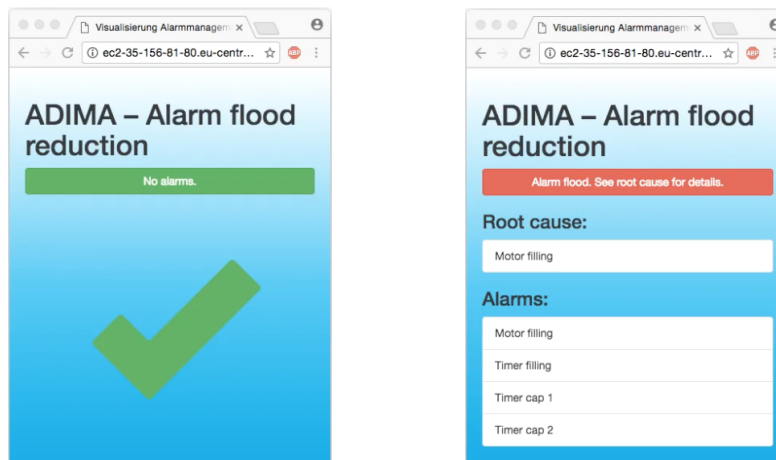 Visualisierung Alarmmanagem
ec2-35-156-81-80.eu-centr...
ABP
ADIMA – Alarm flood
reduction
No alarms.
Visualisierung Alarmmanagem
ec2-35-156-81-80.eu-centr...
ABP
ADIMA – Alarm flood
reduction
Alarm flood. See root cause for details.
Root cause:
Motor filling
Alarms:
Motor filling
Timer filling
Timer cap 1
Timer cap 2